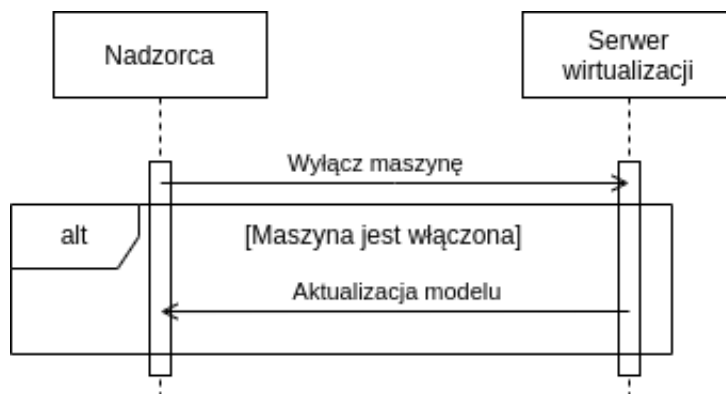 Nadzorca
Serwer
wirtualizacji
Wyłącz maszynę
alt
[Maszyna jest włączona]
Aktualizacja modelu